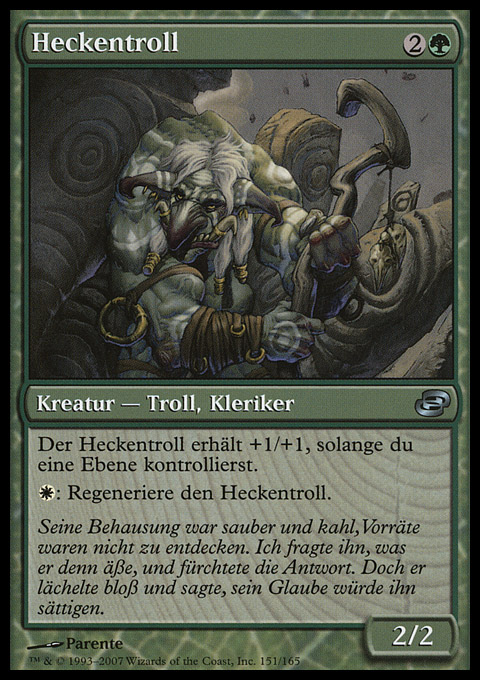 Heckentroll 2
Kreatur — Troll, Kleriker
Der Heckentroll erhält +1/+1, solange du
eine Ebene kontrollierst.
: Regeneriere den Heckentroll.
Seine Behausung war sauber und kahl,Vorräte
waren nicht zu entdecken. Ich fragte ihn, was
er denn äße, und fürchtete die Antwort. Doch er
lächelte bloß und sagte, sein Glaube würde ihn
sättigen.
2/2
Parente
™ & © 1993–2007 Wizards of the Coast, Inc. 151/165